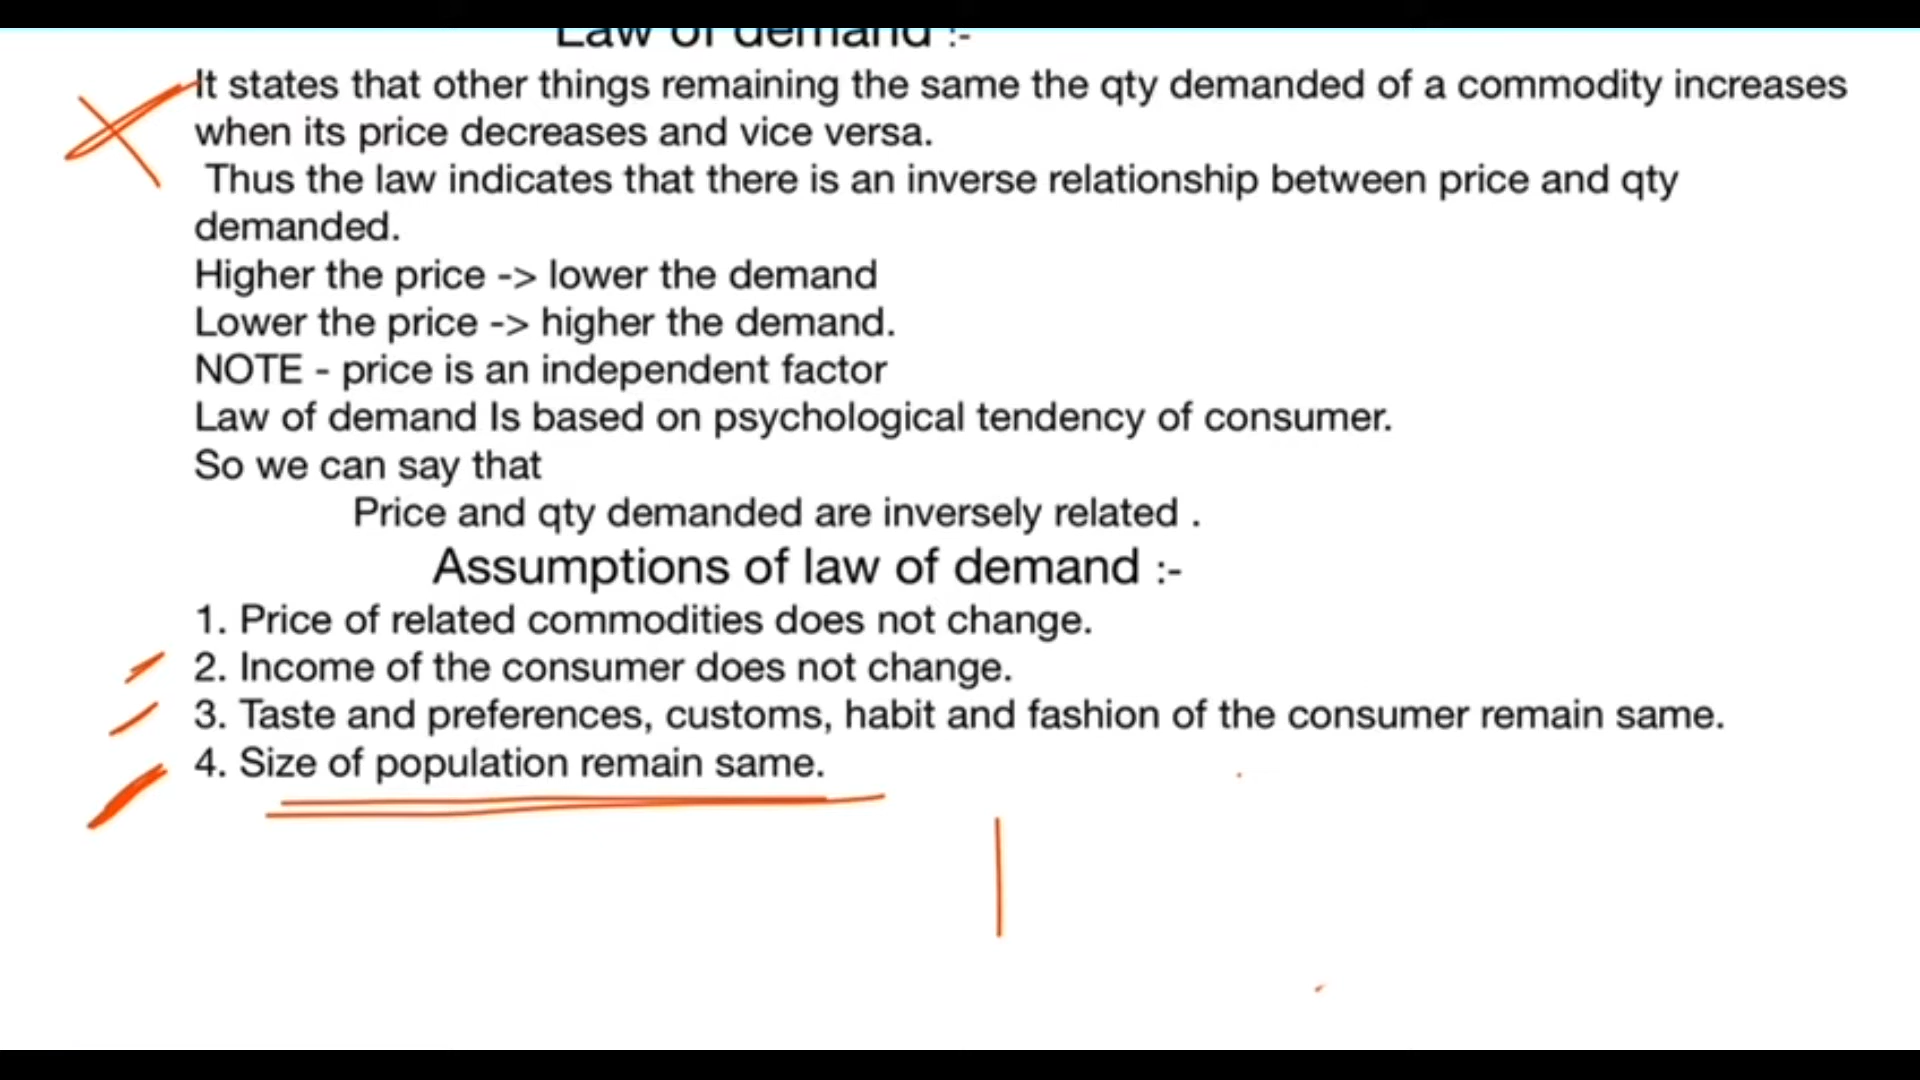 Law of demand :-
It states that other things remaining the same the qty demanded of a commodity increases
when its price decreases and vice versa.
Thus the law indicates that there is an inverse relationship between price and qty
demanded.
Higher the price -> lower the demand
Lower the price -> higher the demand.
NOTE - price is an independent factor
Law of demand Is based on psychological tendency of consumer.
So we can say that
Price and qty demanded are inversely related .
Assumptions of law of demand :-
1. Price of related commodities does not change.
2. Income of the consumer does not change.
3. Taste and preferences, customs, habit and fashion of the consumer remain same.
4. Size of population remain same.